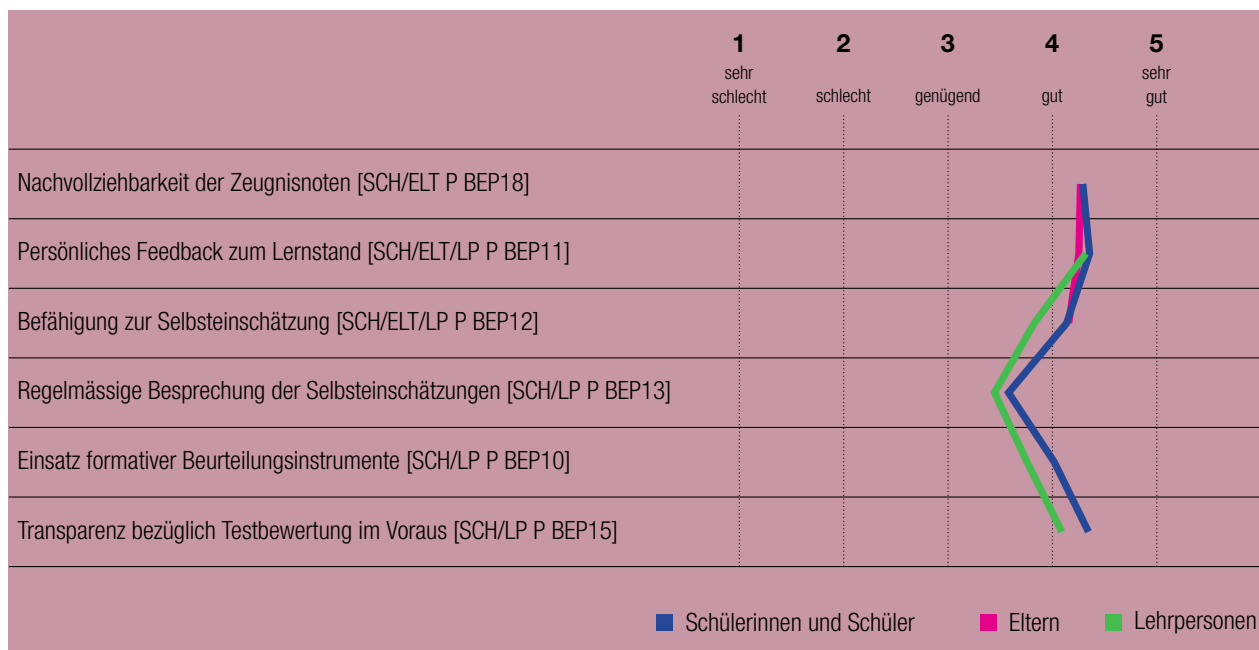 1 2 3 4 5
sehr schlecht schlecht genügend gut sehr gut
Nachvollziehbarkeit der Zeugnisnoten [SCH/ELT P BEP18]
Persönliches Feedback zum Lernstand [SCH/ELT/LP P BEP11]
Befähigung zur Selbsteinschätzung [SCH/ELT/LP P BEP12]
Regelmässige Besprechung der Selbsteinschätzungen [SCH/LP P BEP13]
Einsatz formativer Beurteilungsinstrumente [SCH/LP P BEP10]
Transparenz bezüglich Testbewertung im Voraus [SCH/LP P BEP15]
Schülerinnen und Schüler Eltern Lehrpersonen